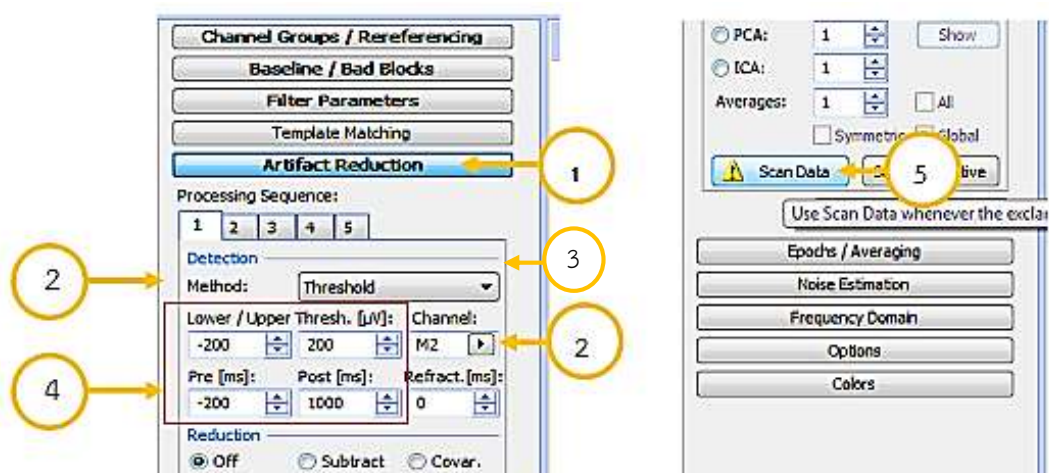 Channel Groups / Rereferencing
Baseline / Bad Blocks
Filter Parameters
Template Matching
Artifact Reduction
1
Processing Sequence:
1 2 3 4 5
Detection
3
2
Method: Threshold
Lower / Upper Thresh. [µV]: Channel:
-200 200 M2
2
Pre [ms]: Post [ms]: Refract.[ms]:
4
-200 1000 0
Reduction
Off Subtract Covar.
PCA: 1 Show
ICA: 1
Averages: 1 All
Symmetric Global
Scan Data
5
Use Scan Data whenever the excla
Epochs / Averaging
Noise Estimation
Frequency Domain
Options
Colors